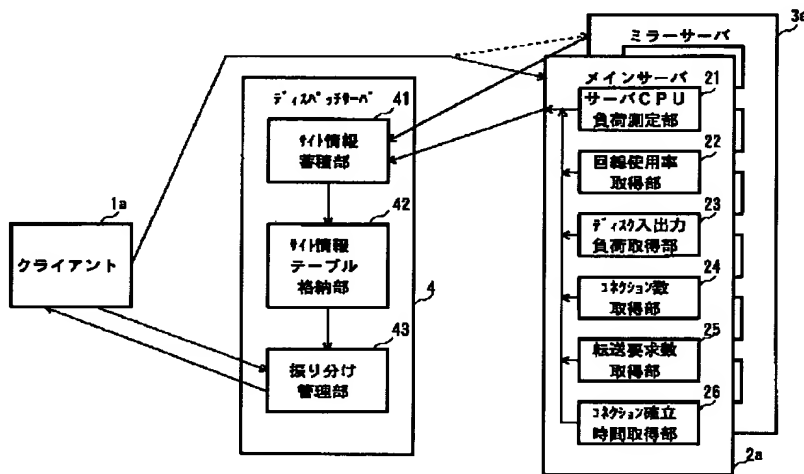 3a
ミラーサーバ
メインサーバ
21
サーバCPU
負荷測定部
22
回線使用率
取得部
23
ディスク入出力
負荷取得部
24
コネクション数
取得部
25
転送要求数
取得部
26
コネクション確立
時間取得部
2a
ディスパッチサーバ
41
サイト情報
蓄積部
42
サイト情報
テーブル
格納部
4
43
振り分け
管理部
1a
クライアント